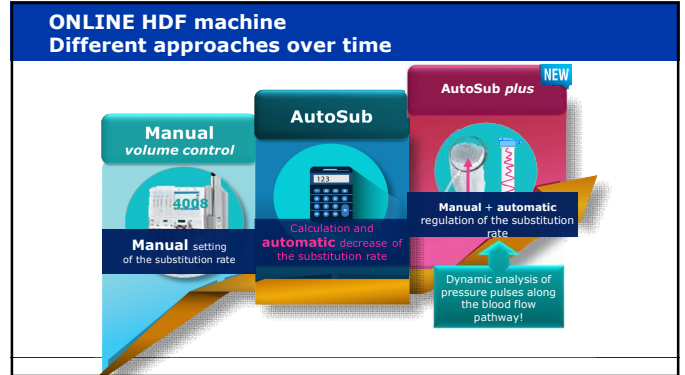 ONLINE HDF machine
Different approaches over time
Manual
volume control
4008
Manual setting
of the substitution rate
AutoSub
123
Calculation and
automatic decrease of
the substitution rate
NEW
AutoSub plus
Manual + automatic
regulation of the substitution
rate
Dynamic analysis of
pressure pulses along
the blood flow
pathway!